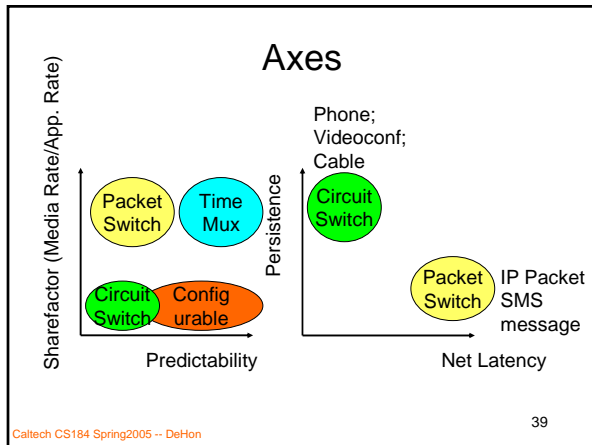 Axes
Sharefactor (Media Rate/App. Rate)
Packet
Switch
Time
Mux
Circuit
Switch
Config
urable
Predictability
Persistence
Phone;
Videoconf;
Cable
Circuit
Switch
Packet
Switch
IP Packet
SMS
message
Net Latency
Caltech CS184 Spring2005 -- DeHon
39